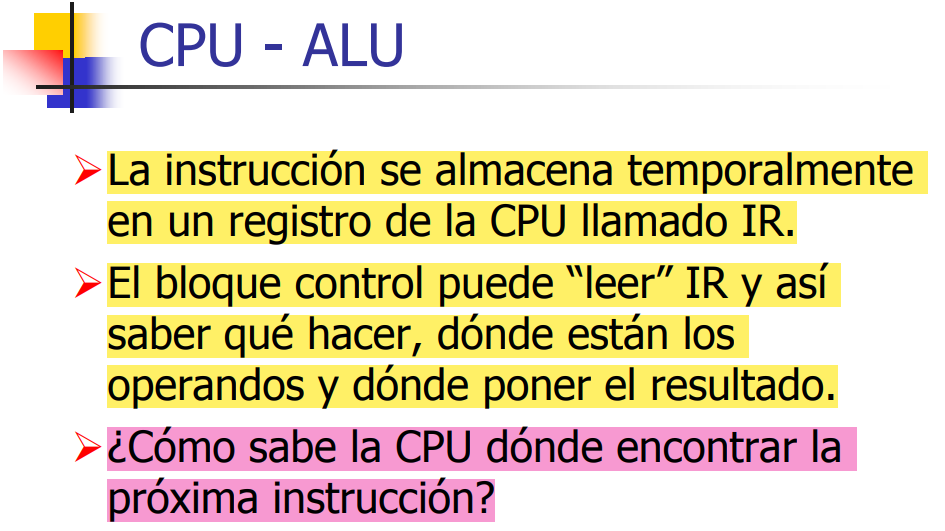 CPU - ALU
La instrucción se almacena temporalmente
en un registro de la CPU llamado IR.
El bloque control puede “leer” IR y así
saber qué hacer, dónde están los
operandos y dónde poner el resultado.
¿Cómo sabe la CPU dónde encontrar la
próxima instrucción?